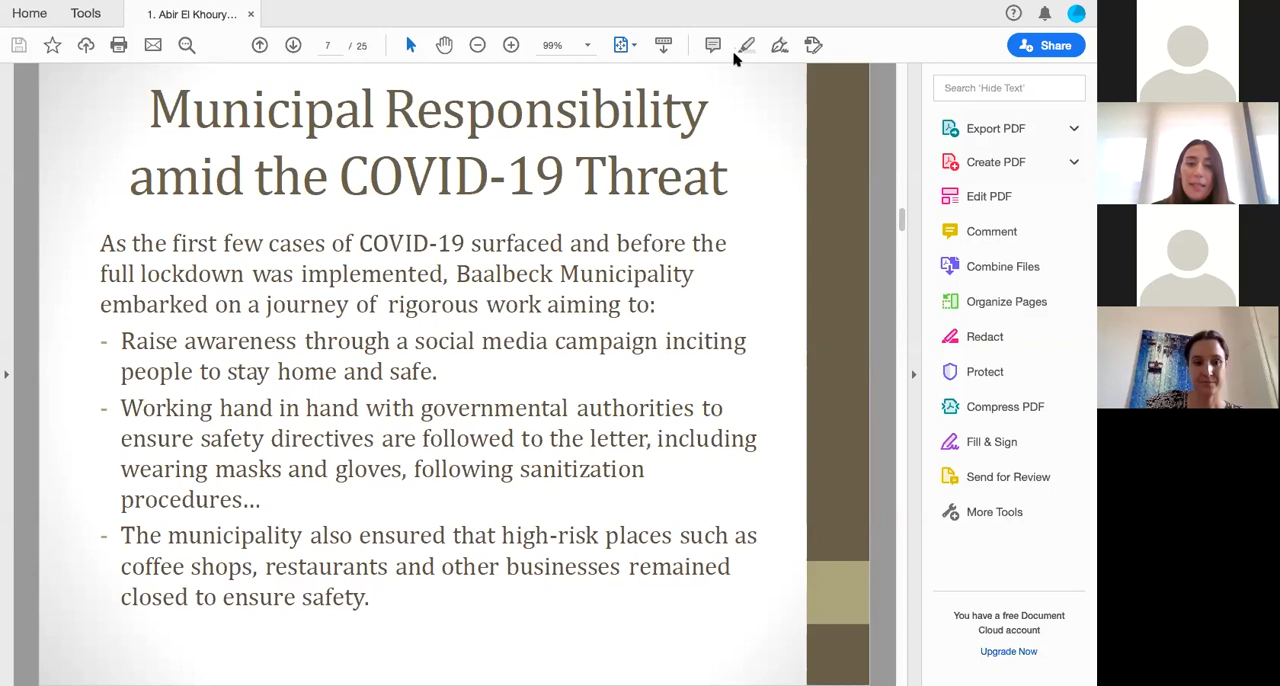 Home
Tools
1. Abir El Khoury... ×
7 / 25
99%
Share
Municipal Responsibility
amid the COVID-19 Threat
As the first few cases of COVID-19 surfaced and before the
full lockdown was implemented, Baalbeck Municipality
embarked on a journey of rigorous work aiming to:
- Raise awareness through a social media campaign inciting
people to stay home and safe.
- Working hand in hand with governmental authorities to
ensure safety directives are followed to the letter, including
wearing masks and gloves, following sanitization
procedures...
- The municipality also ensured that high-risk places such as
coffee shops, restaurants and other businesses remained
closed to ensure safety.
Search 'Hide Text'
Export PDF
Create PDF
Edit PDF
Comment
Combine Files
Organize Pages
Redact
Protect
Compress PDF
Fill & Sign
Send for Review
More Tools
You have a free Document
Cloud account
Upgrade Now